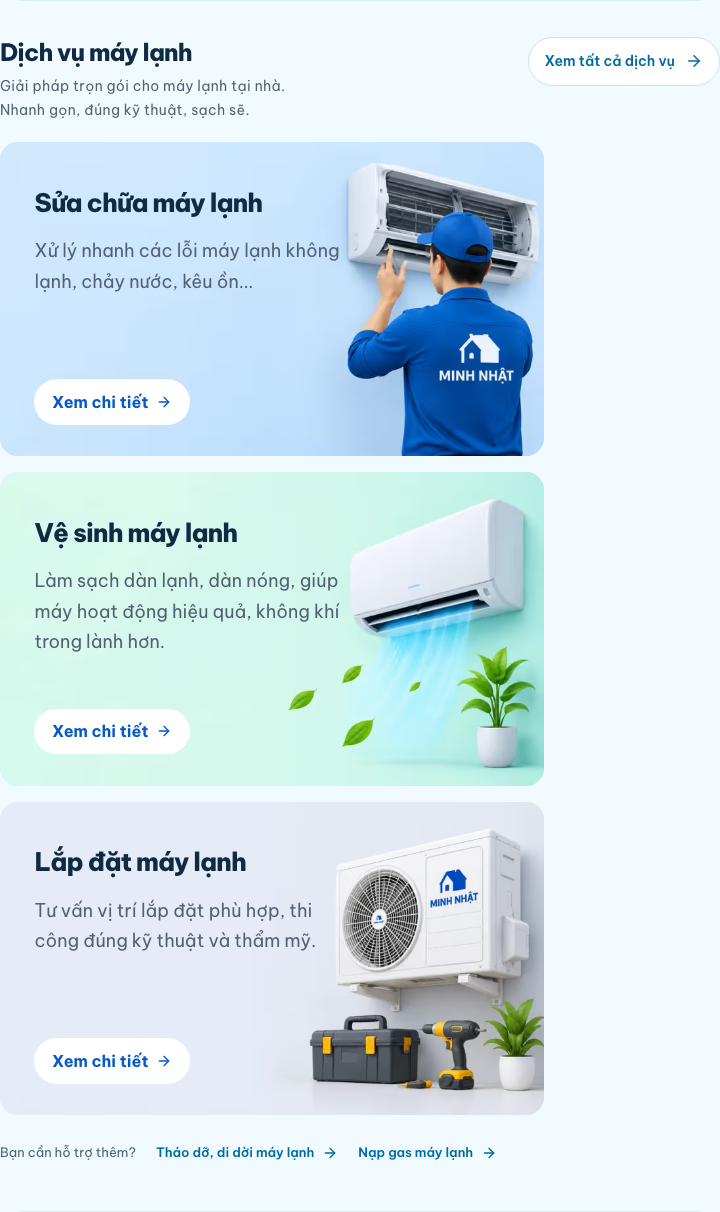 Dịch vụ máy lạnh
Xem tất cả dịch vụ
Giải pháp trọn gói cho máy lạnh tại nhà.
Nhanh gọn, đúng kỹ thuật, sạch sẽ.
Sửa chữa máy lạnh
Xử lý nhanh các lỗi máy lạnh không
lạnh, chảy nước, kêu ồn...
MINH NHẬT
Xem chi tiết
Vệ sinh máy lạnh
Làm sạch dàn lạnh, dàn nóng, giúp
máy hoạt động hiệu quả, không khí
trong lành hơn.
Xem chi tiết
Lắp đặt máy lạnh
MINH NHẬT
Tư vấn vị trí lắp đặt phù hợp, thi
công đúng kỹ thuật và thẩm mỹ.
Xem chi tiết
Bạn cần hỗ trợ thêm? Tháo dỡ, di dời máy lạnh Nạp gas máy lạnh